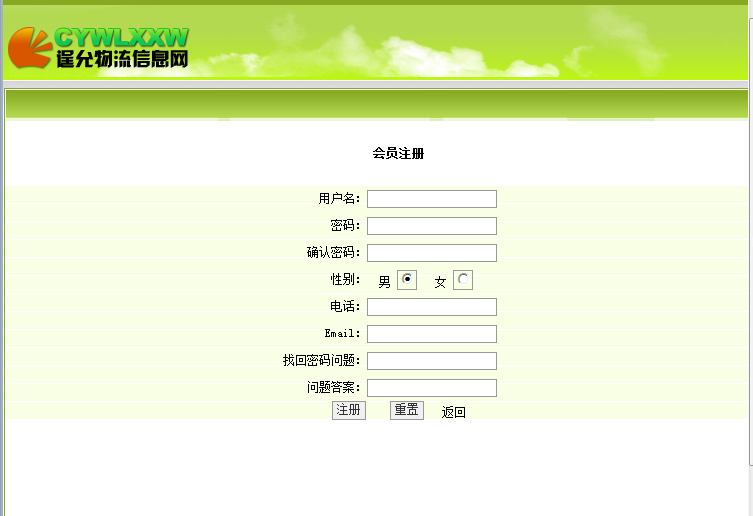 CYWLXXW
程允物流信息网
会员注册
用户名：
密码：
确认密码：
性别： 男 女
电话：
Email：
找回密码问题：
问题答案：
注册 重置 返回